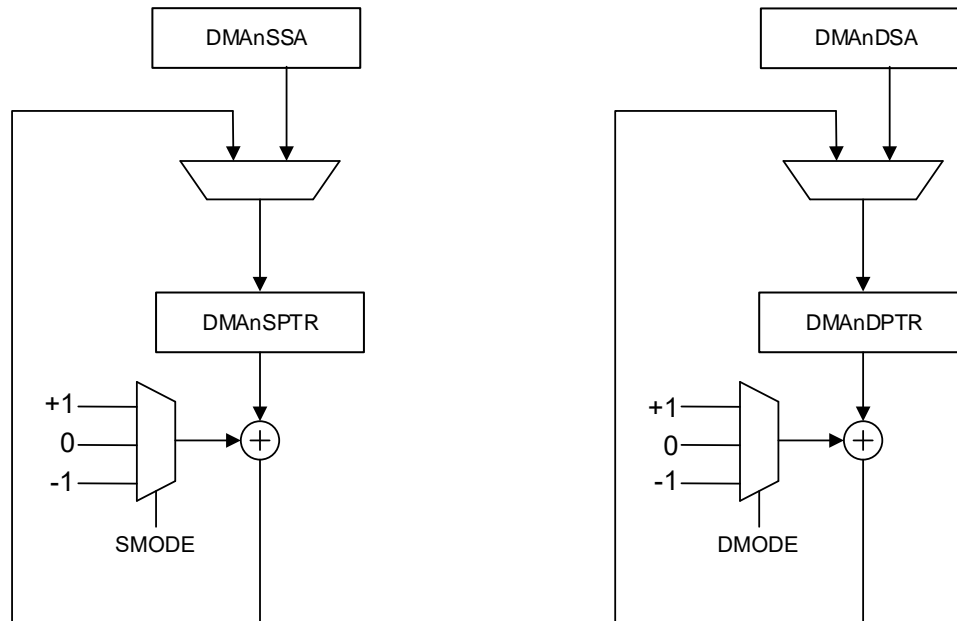 DMAnSSA
DMAnDSA
DMAnSPTR
DMAnDPTR
+1
0
-1
+
SMODE
+1
0
-1
+
DMODE